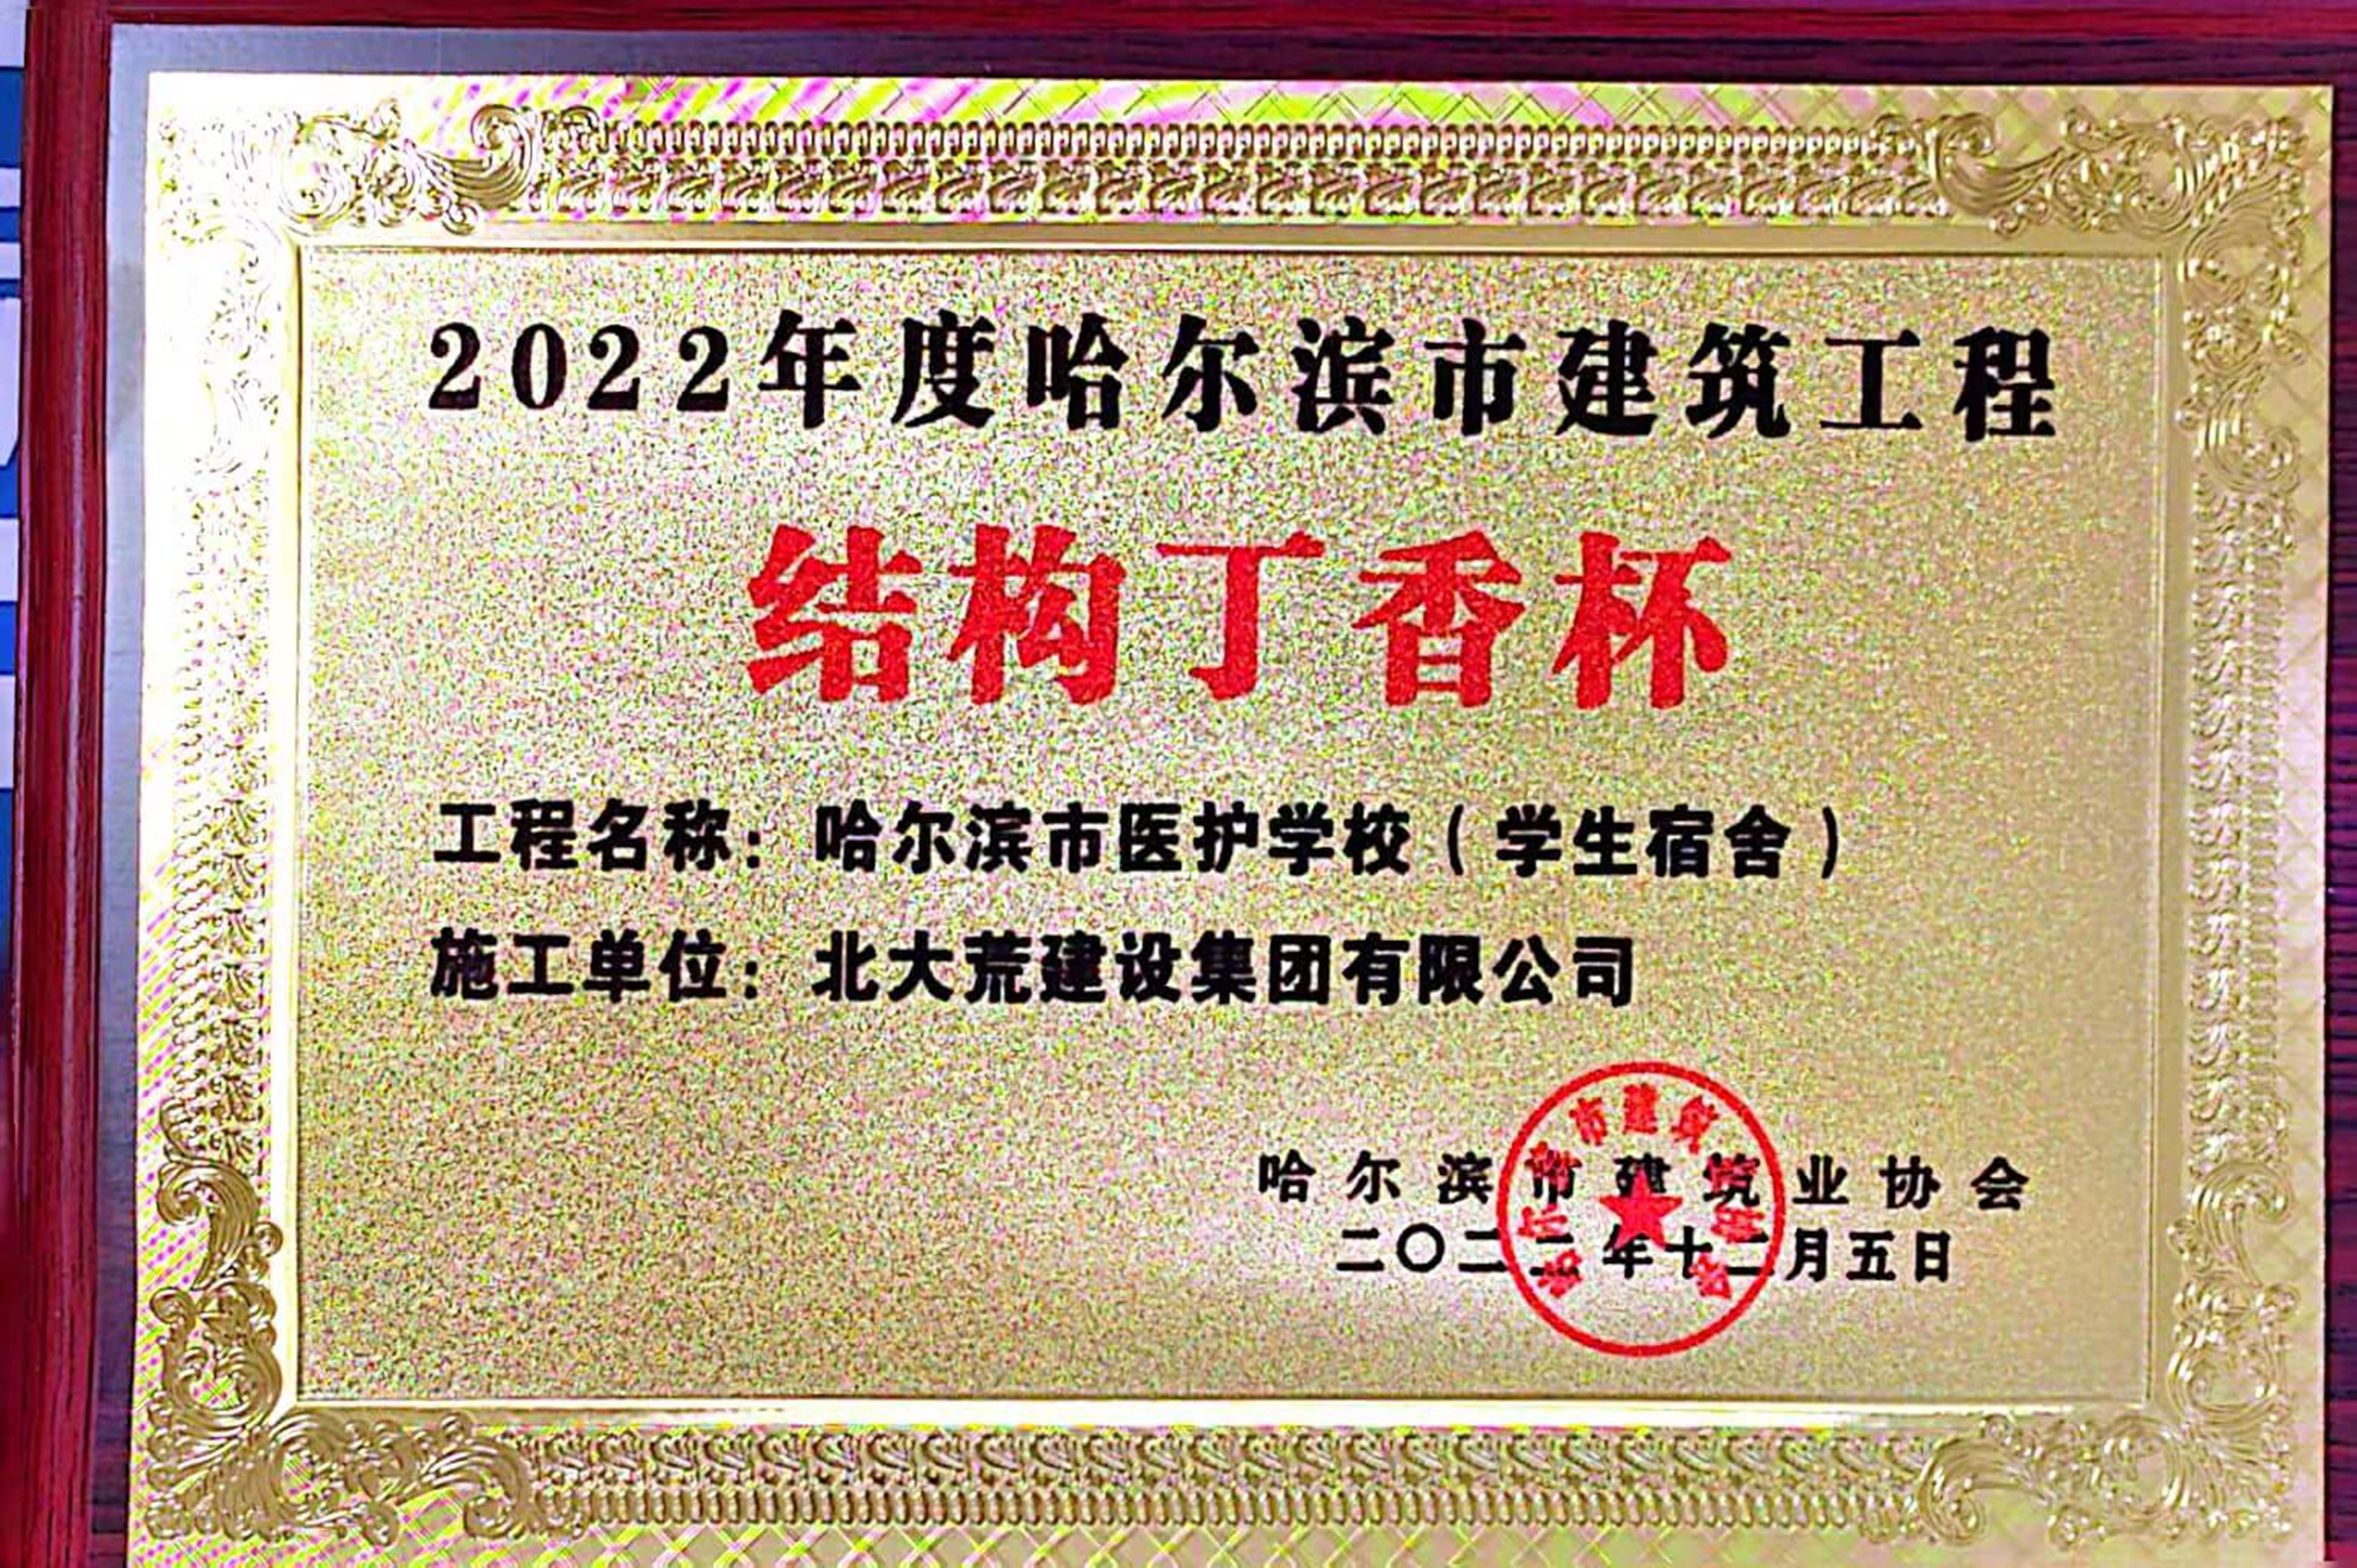 2022年度哈尔滨市建筑工程
结构丁香杯
工程名称：哈尔滨市医护学校（学生宿舍）
施工单位：北大荒建设集团有限公司
哈尔滨市建筑业协会
二〇二二年十二月五日